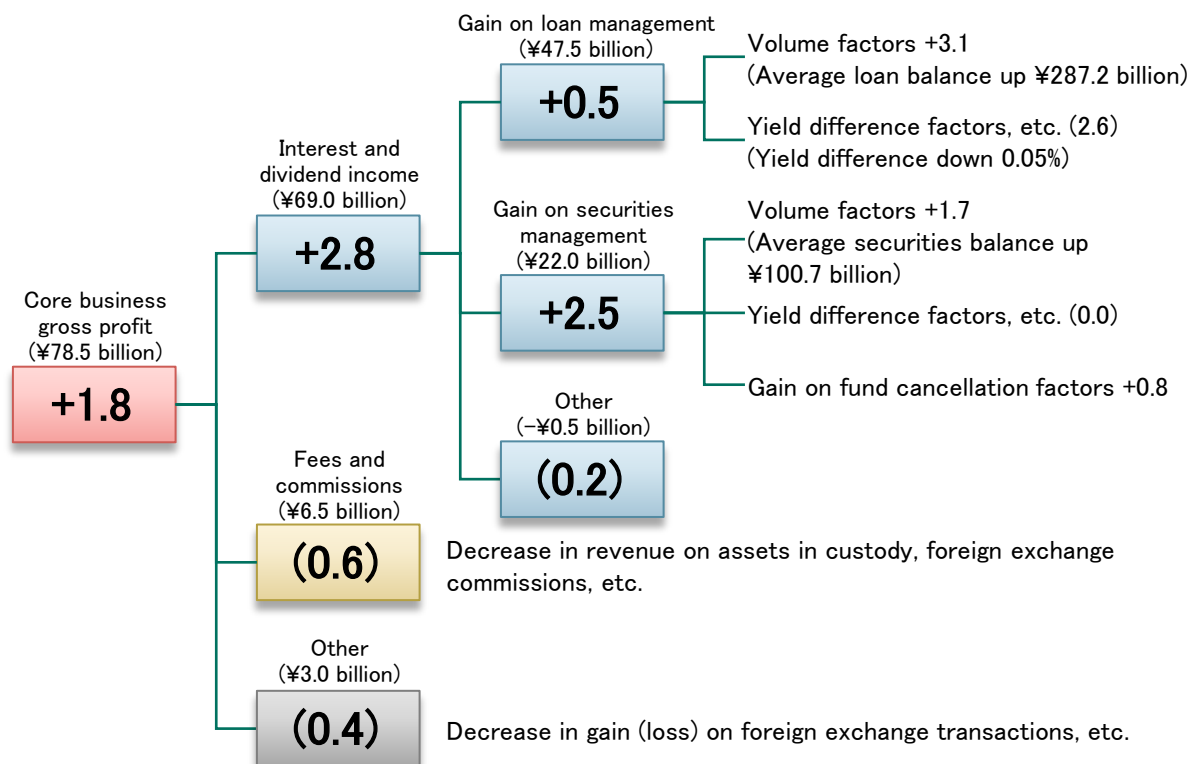 Core business
gross profit
(¥78.5 billion)
+1.8
Interest and
dividend income
(¥69.0 billion)
+2.8
Gain on loan management
(¥47.5 billion)
+0.5
Volume factors +3.1
(Average loan balance up ¥287.2 billion)
Yield difference factors, etc. (2.6)
(Yield difference down 0.05%)
Gain on securities
management
(¥22.0 billion)
+2.5
Volume factors +1.7
(Average securities balance up
¥100.7 billion)
Yield difference factors, etc. (0.0)
Gain on fund cancellation factors +0.8
Other
(-¥0.5 billion)
(0.2)
Fees and
commissions
(¥6.5 billion)
(0.6)
Decrease in revenue on assets in custody, foreign exchange
commissions, etc.
Other
(¥3.0 billion)
(0.4)
Decrease in gain (loss) on foreign exchange transactions, etc.